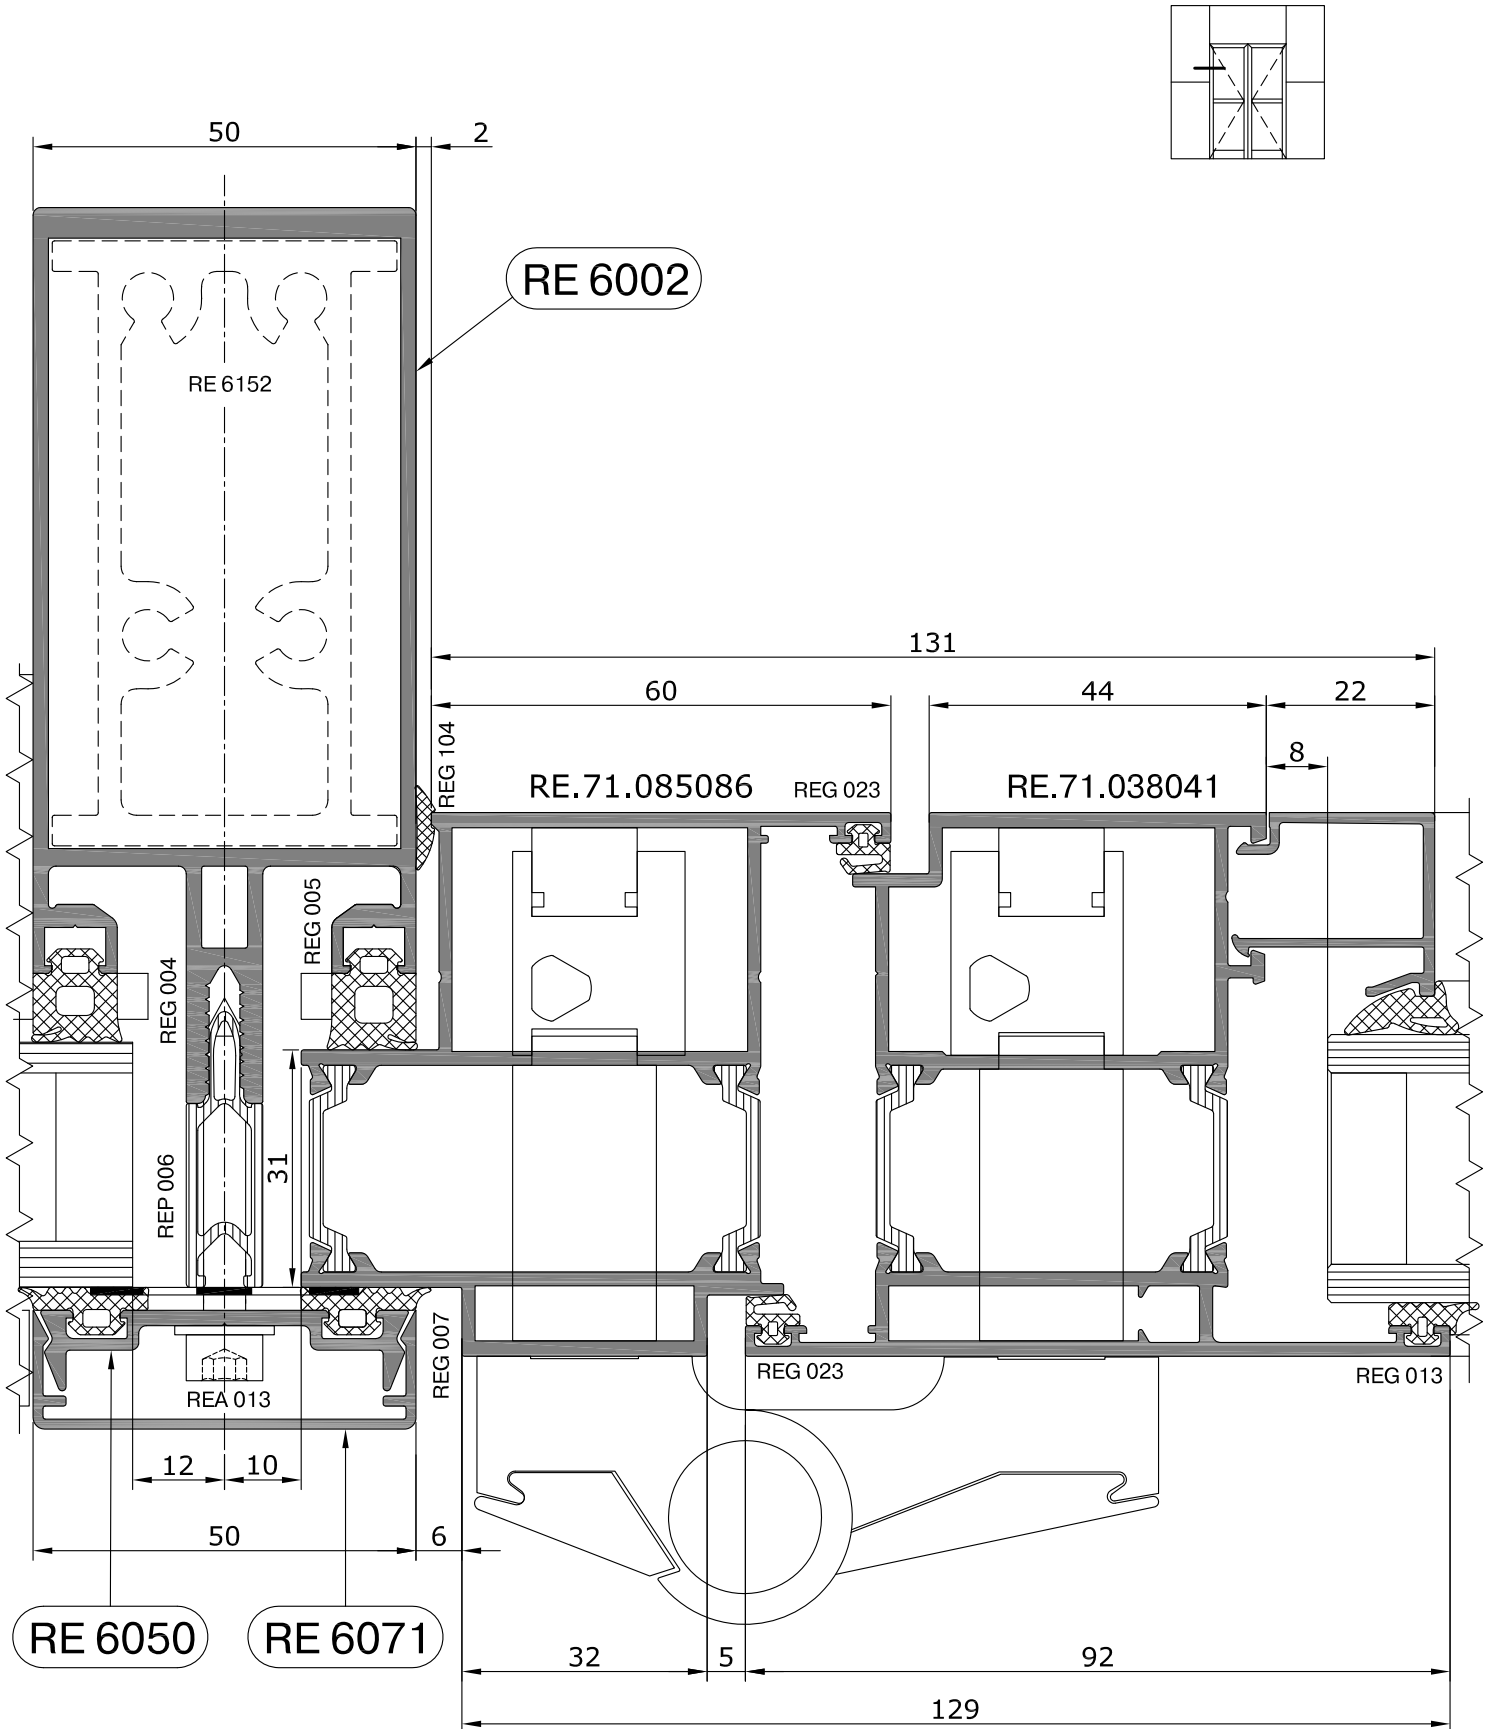 50
2
RE 6002
RE 6152
131
60
44
22
8
REG 104
RE.71.085086
REG 023
RE.71.038041
REG 005
REG 004
31
REP 006
REG 007
REG 023
REG 013
REA 013
12
10
50
6
RE 6050
RE 6071
32
5
92
129